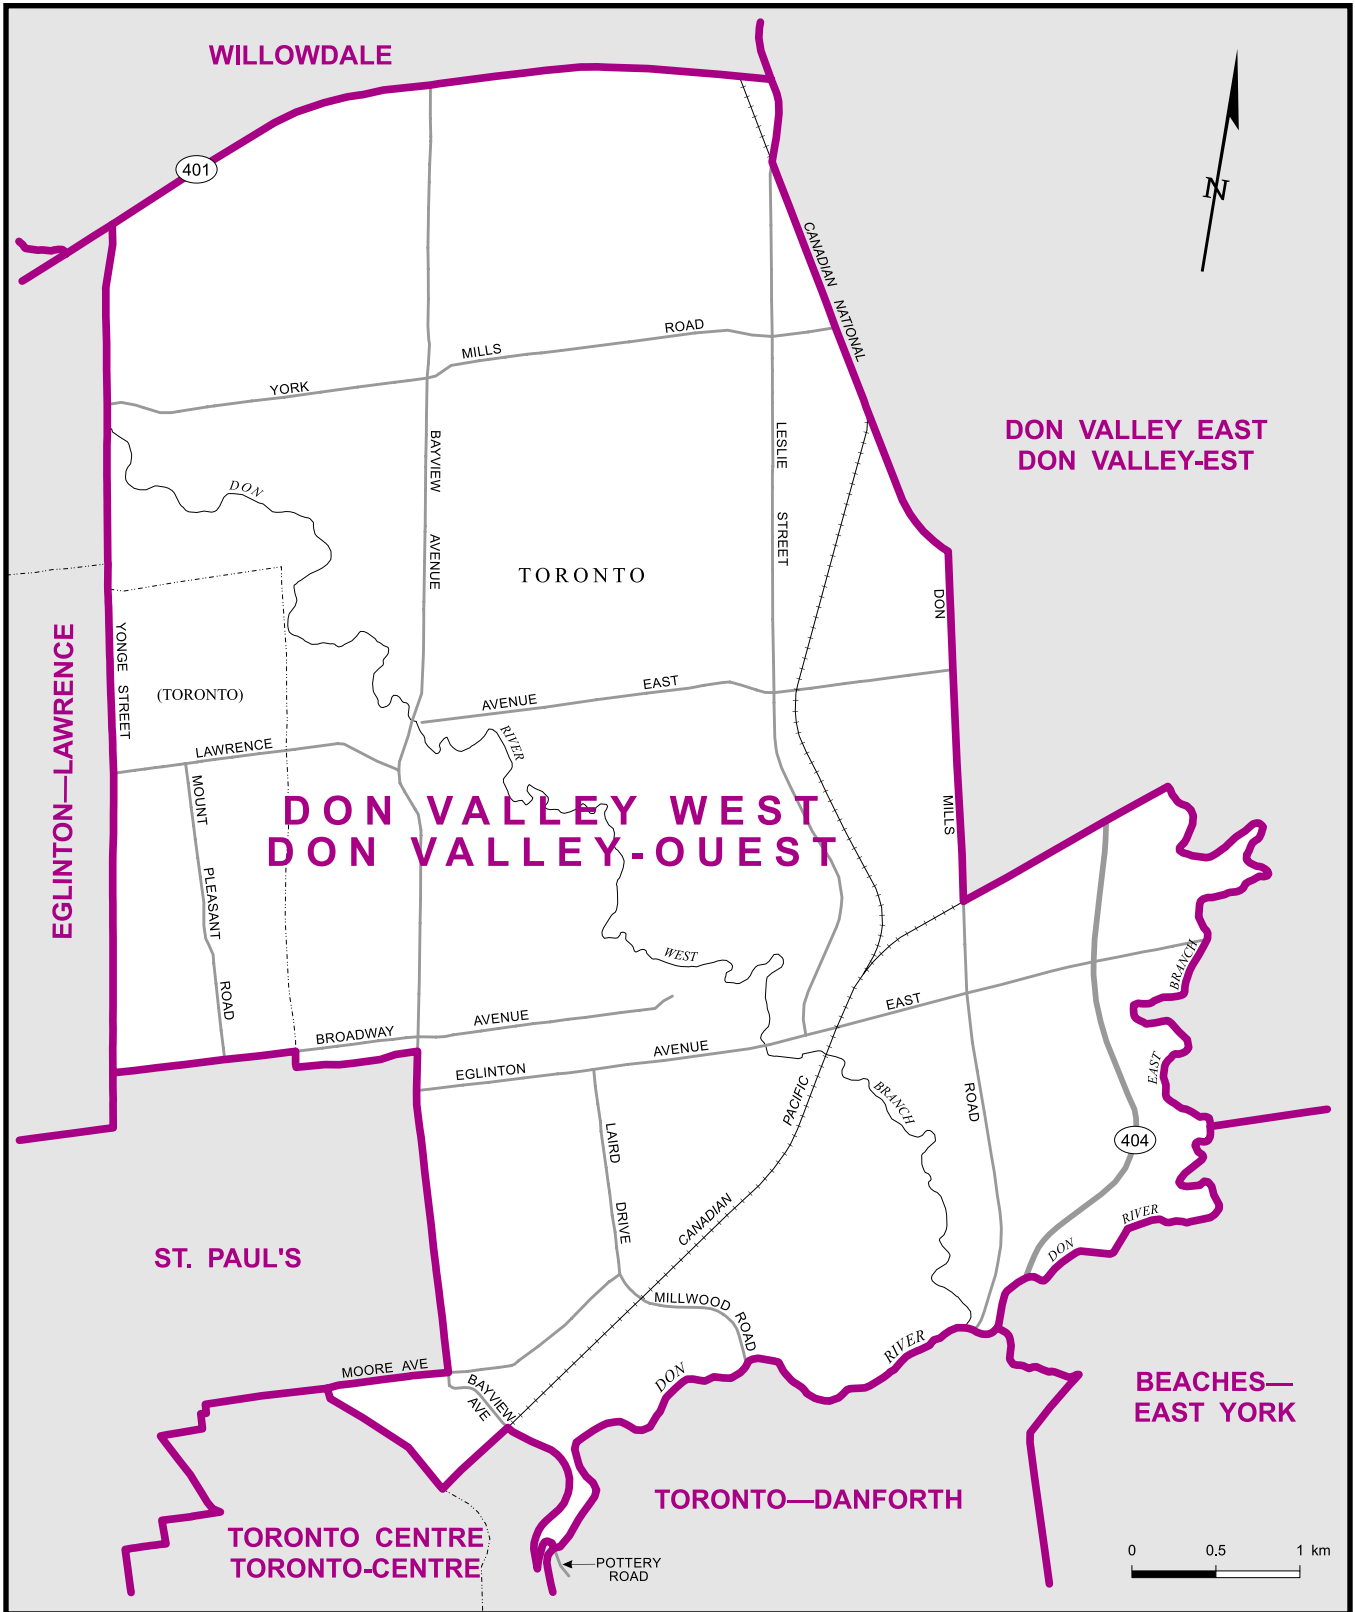 WILLOWDALE
401
N
CANADIAN NATIONAL
YORK MILLS ROAD
DON VALLEY EAST
DON VALLEY-EST
BAYVIEW AVENUE
LESLIE STREET
DON
TORONTO
DON
YONGE STREET
EGLINTON—LAWRENCE
(TORONTO)
AVENUE EAST
RIVER
LAWRENCE
MOUNT PLEASANT ROAD
MILLS
DON VALLEY WEST
DON VALLEY-OUEST
WEST
BRANCH
EAST
BROADWAY AVENUE
EGLINTON AVENUE
EAST
ROAD
PACIFIC
BRANCH
LAIRD DRIVE
404
CANADIAN
RIVER
DON
ST. PAUL'S
MILLWOOD ROAD
RIVER
DON
MOORE AVE
BAYVIEW
AVE
BEACHES—
EAST YORK
TORONTO—DANFORTH
TORONTO CENTRE
TORONTO-CENTRE
POTTERY
ROAD
0 0.5 1 km